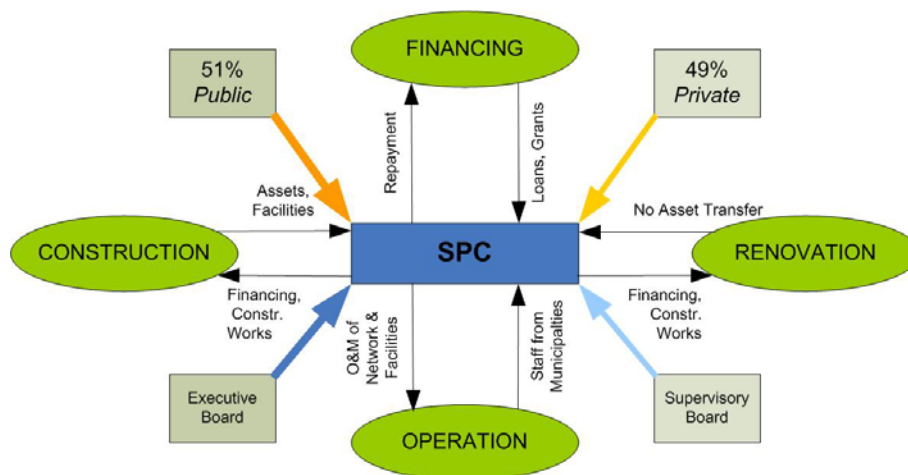 FINANCING
51%
Public
49%
Private
Repayment
Loans, Grants
Assets,
Facilities
No Asset Transfer
CONSTRUCTION
SPC
RENOVATION
Financing,
Constr.
Works
O&M of
Network &
Facilities
Staff from
Municipalties
Financing,
Constr.
Works
Executive
Board
Supervisory
Board
OPERATION